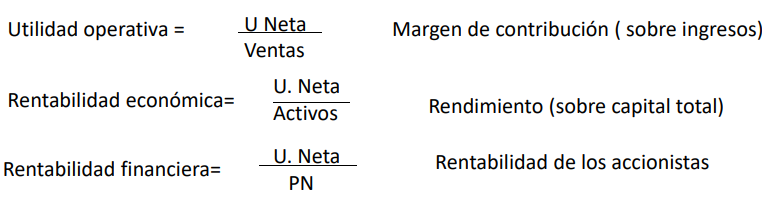 Utilidad operativa = U Neta Margen de contribución ( sobre ingresos)
Ventas
Rentabilidad económica= U. Neta
Activos Rendimiento (sobre capital total)
Rentabilidad financiera= U. Neta Rentabilidad de los accionistas
PN